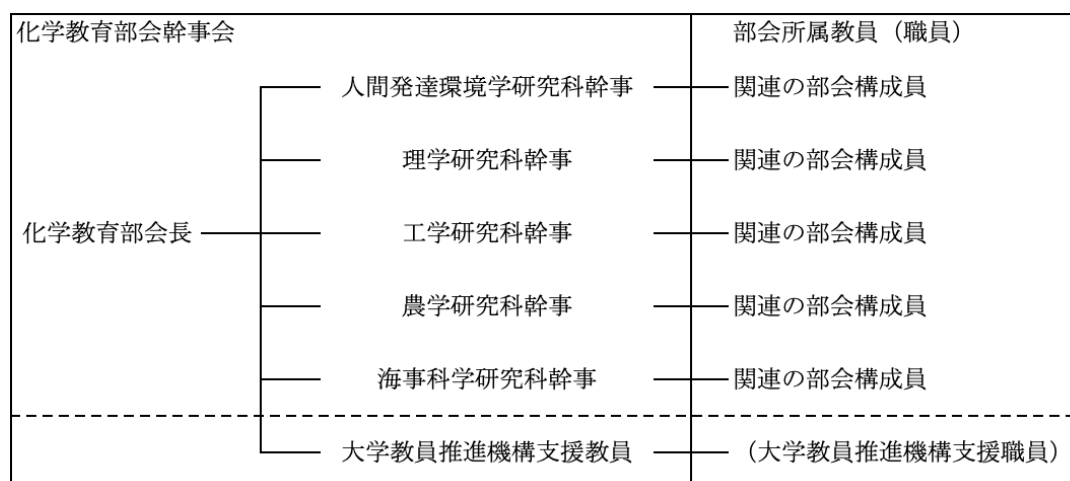 化学教育部会幹事会 部会所属教員（職員）
人間発達環境学研究科幹事 関連の部会構成員
理学研究科幹事 関連の部会構成員
化学教育部会長 工学研究科幹事 関連の部会構成員
農学研究科幹事 関連の部会構成員
海事科学研究科幹事 関連の部会構成員
大学教員推進機構支援教員 （大学教員推進機構支援職員）